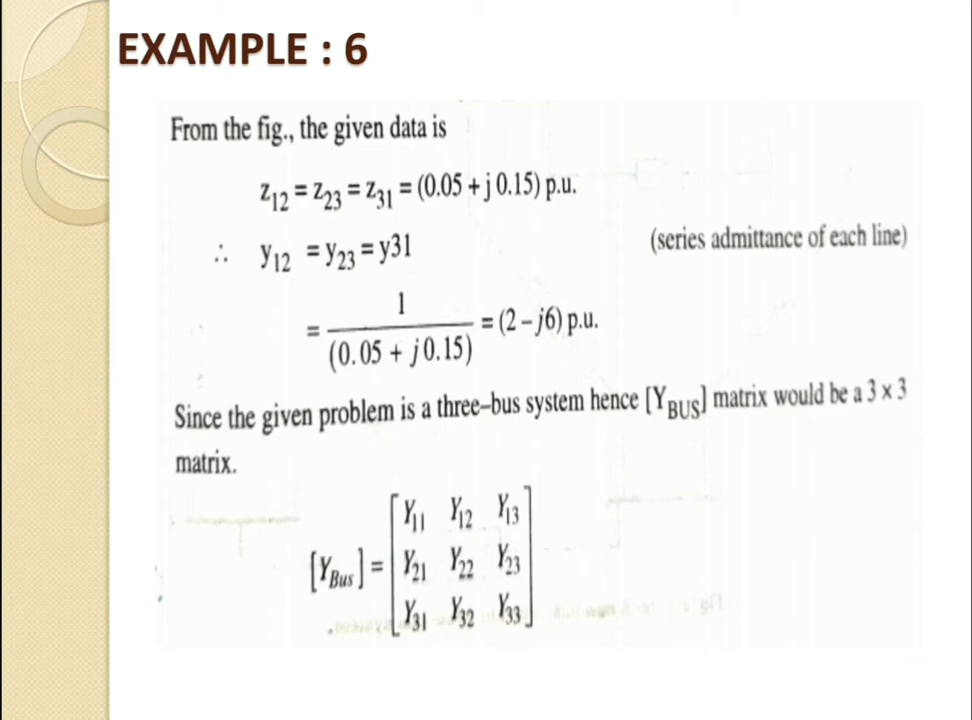 EXAMPLE : 6
From the fig., the given data is
z12 = z23 = z31 = (0.05 + j 0.15) p.u.
∴ y12 = y23 = y31 (series admittance of each line)
= 1 / (0.05 + j0.15) = (2 – j6) p.u.
Since the given problem is a three–bus system hence [YBUS] matrix would be a 3 × 3
matrix.
[YBus] = [Y11 Y12 Y13
Y21 Y22 Y23
Y31 Y32 Y33]